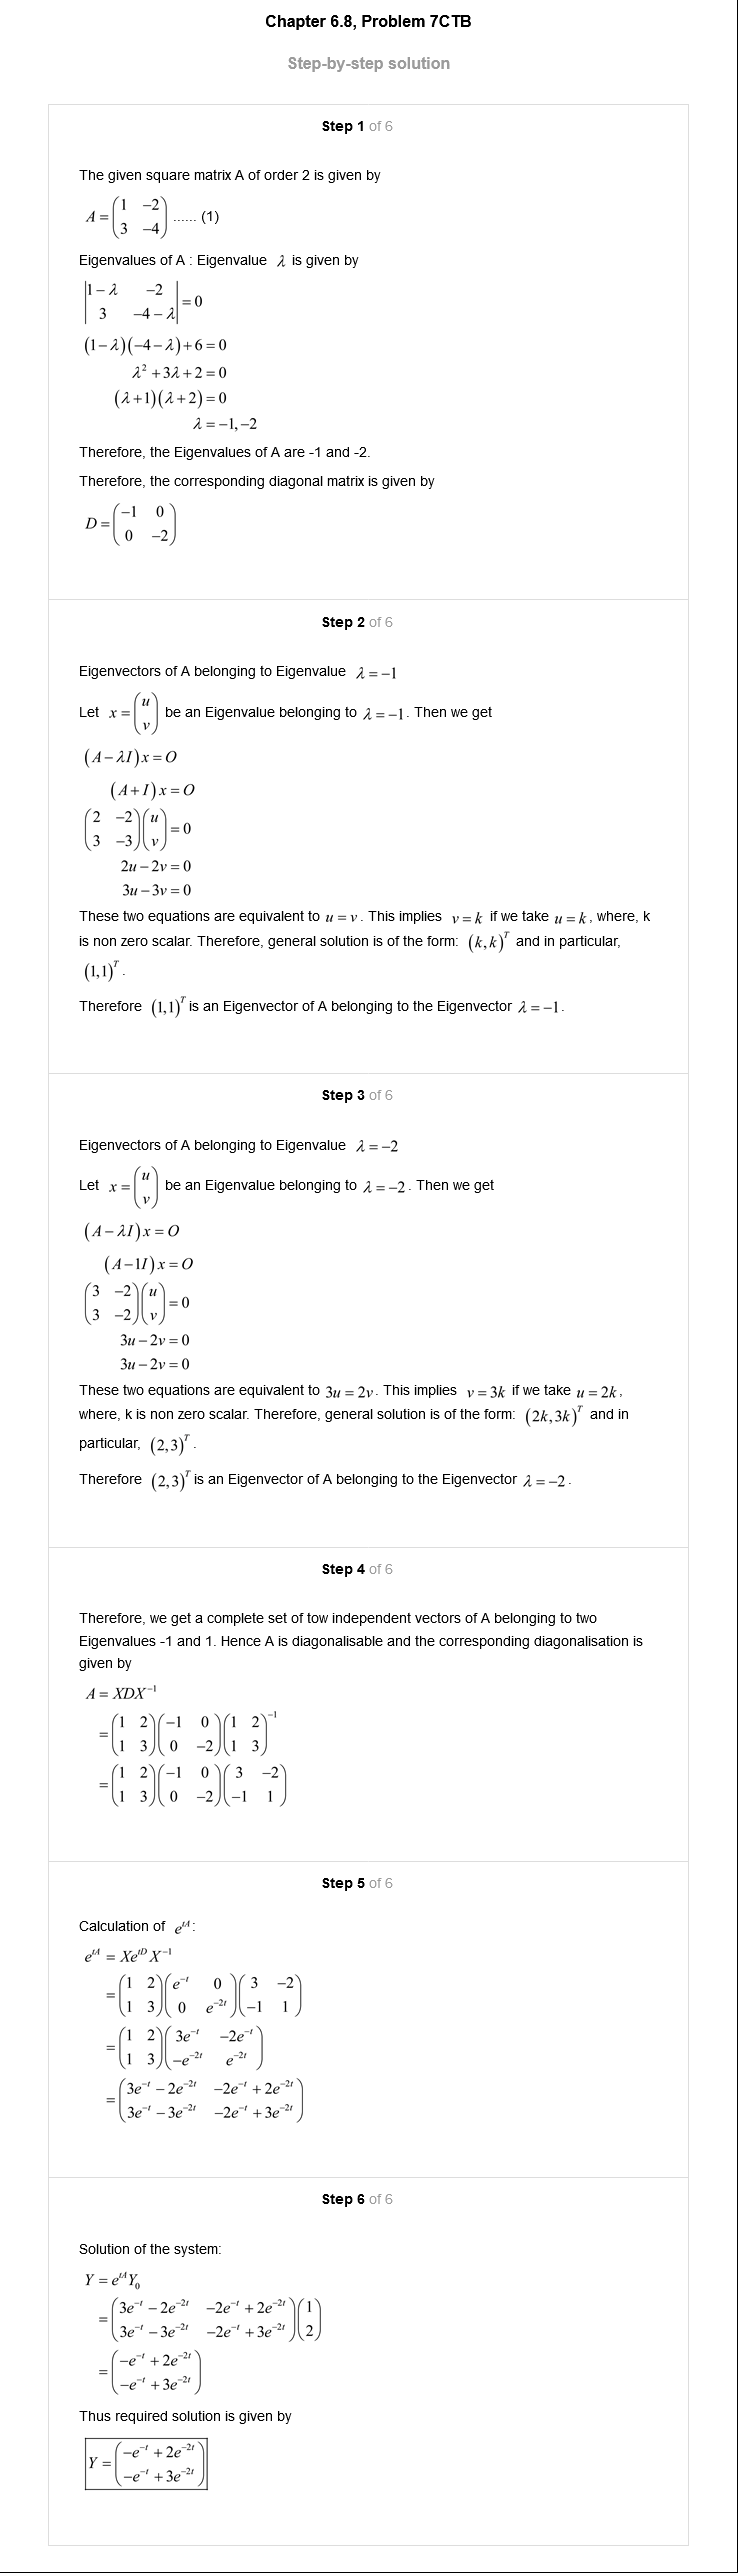 Chapter 6.8, Problem 7CTB
Step-by-step solution
Step 1 of 6
The given square matrix A of order 2 is given by
A = \begin{pmatrix} 1 & -2 \\ 3 & -4 \end{pmatrix} ...... (1)
Eigenvalues of A : Eigenvalue λ is given by
\begin{vmatrix} 1-λ & -2 \\ 3 & -4-λ \end{vmatrix} = 0
(1-λ)(-4-λ)+6 = 0
λ² + 3λ + 2 = 0
(λ+1)(λ+2) = 0
λ = -1, -2
Therefore, the Eigenvalues of A are -1 and -2.
Therefore, the corresponding diagonal matrix is given by
D = \begin{pmatrix} -1 & 0 \\ 0 & -2 \end{pmatrix}
Step 2 of 6
Eigenvectors of A belonging to Eigenvalue λ = -1
Let x = \begin{pmatrix} u \\ v \end{pmatrix} be an Eigenvalue belonging to λ = -1. Then we get
(A - λI)x = O
(A + I)x = O
\begin{pmatrix} 2 & -2 \\ 3 & -3 \end{pmatrix}\begin{pmatrix} u \\ v \end{pmatrix} = 0
2u - 2v = 0
3u - 3v = 0
These two equations are equivalent to u = v. This implies v = k if we take u = k, where, k
is non zero scalar. Therefore, general solution is of the form: (k,k)^T and in particular,
(1,1)^T.
Therefore (1,1)^T is an Eigenvector of A belonging to the Eigenvector λ = -1.
Step 3 of 6
Eigenvectors of A belonging to Eigenvalue λ = -2
Let x = \begin{pmatrix} u \\ v \end{pmatrix} be an Eigenvalue belonging to λ = -2. Then we get
(A - λI)x = O
(A - 1I)x = O
\begin{pmatrix} 3 & -2 \\ 3 & -2 \end{pmatrix}\begin{pmatrix} u \\ v \end{pmatrix} = 0
3u - 2v = 0
3u - 2v = 0
These two equations are equivalent to 3u = 2v. This implies v = 3k if we take u = 2k,
where, k is non zero scalar. Therefore, general solution is of the form: (2k,3k)^T and in
particular, (2,3)^T.
Therefore (2,3)^T is an Eigenvector of A belonging to the Eigenvector λ = -2.
Step 4 of 6
Therefore, we get a complete set of tow independent vectors of A belonging to two
Eigenvalues -1 and 1. Hence A is diagonalisable and the corresponding diagonalisation is
given by
A = XDX^{-1}
= \begin{pmatrix} 1 & 2 \\ 1 & 3 \end{pmatrix}\begin{pmatrix} -1 & 0 \\ 0 & -2 \end{pmatrix}\begin{pmatrix} 1 & 2 \\ 1 & 3 \end{pmatrix}^{-1}
= \begin{pmatrix} 1 & 2 \\ 1 & 3 \end{pmatrix}\begin{pmatrix} -1 & 0 \\ 0 & -2 \end{pmatrix}\begin{pmatrix} 3 & -2 \\ -1 & 1 \end{pmatrix}
Step 5 of 6
Calculation of e^{tA}:
e^{tA} = Xe^{tD}X^{-1}
= \begin{pmatrix} 1 & 2 \\ 1 & 3 \end{pmatrix}\begin{pmatrix} e^{-t} & 0 \\ 0 & e^{-2t} \end{pmatrix}\begin{pmatrix} 3 & -2 \\ -1 & 1 \end{pmatrix}
= \begin{pmatrix} 1 & 2 \\ 1 & 3 \end{pmatrix}\begin{pmatrix} 3e^{-t} & -2e^{-t} \\ -e^{-2t} & e^{-2t} \end{pmatrix}
= \begin{pmatrix} 3e^{-t} - 2e^{-2t} & -2e^{-t} + 2e^{-2t} \\ 3e^{-t} - 3e^{-2t} & -2e^{-t} + 3e^{-2t} \end{pmatrix}
Step 6 of 6
Solution of the system:
Y = e^{tA}Y_0
= \begin{pmatrix} 3e^{-t} - 2e^{-2t} & -2e^{-t} + 2e^{-2t} \\ 3e^{-t} - 3e^{-2t} & -2e^{-t} + 3e^{-2t} \end{pmatrix}\begin{pmatrix} 1 \\ 2 \end{pmatrix}
= \begin{pmatrix} -e^{-t} + 2e^{-2t} \\ -e^{-t} + 3e^{-2t} \end{pmatrix}
Thus required solution is given by
Y = \begin{pmatrix} -e^{-t} + 2e^{-2t} \\ -e^{-t} + 3e^{-2t} \end{pmatrix}